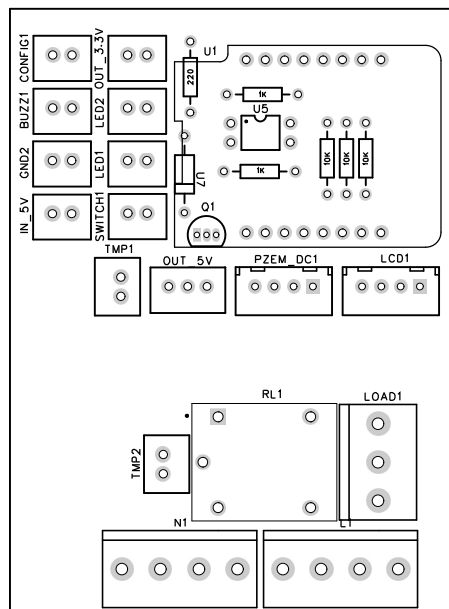 CONFIG1
OUT_3.3V
U1
220
BUZZ1
LED2
1K
U5
GND2
LED1
10K
10K
10K
1K
U7
IN_5V
SWITCH1
Q1
TMP1
OUT_5V
PZEM_DC1
LCD1
RL1
LOAD1
TMP2
N1
L1